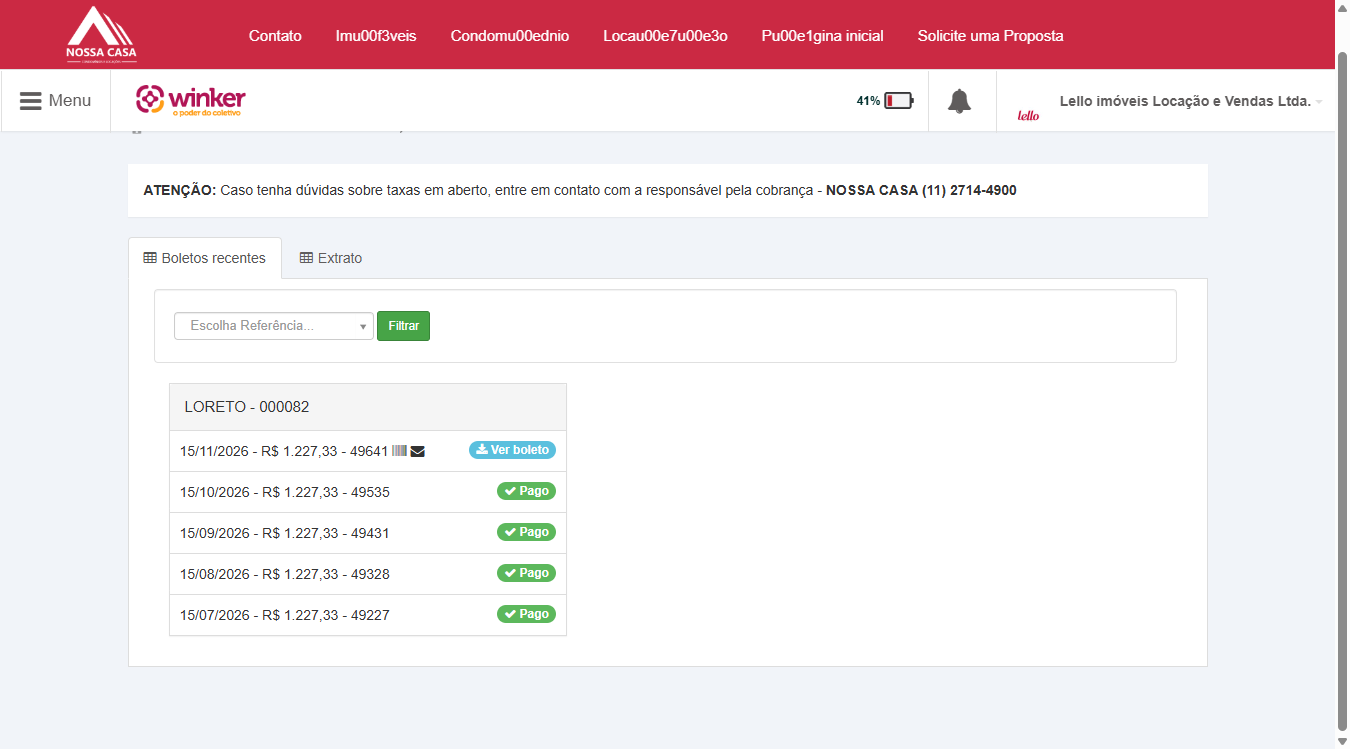 NOSSA CASA
Contato Imu00f3veis Condomu00ednio Locau00e7u00e3o Pu00e1gina inicial Solicite uma Proposta
Menu
winker
o poder do coletivo
41%
lello
Lello imóveis Locação e Vendas Ltda.
ATENÇÃO: Caso tenha dúvidas sobre taxas em aberto, entre em contato com a responsável pela cobrança - NOSSA CASA (11) 2714-4900
Boletos recentes Extrato
Escolha Referência... Filtrar
LORETO - 000082
15/11/2026 - R$ 1.227,33 - 49641 Ver boleto
15/10/2026 - R$ 1.227,33 - 49535 Pago
15/09/2026 - R$ 1.227,33 - 49431 Pago
15/08/2026 - R$ 1.227,33 - 49328 Pago
15/07/2026 - R$ 1.227,33 - 49227 Pago